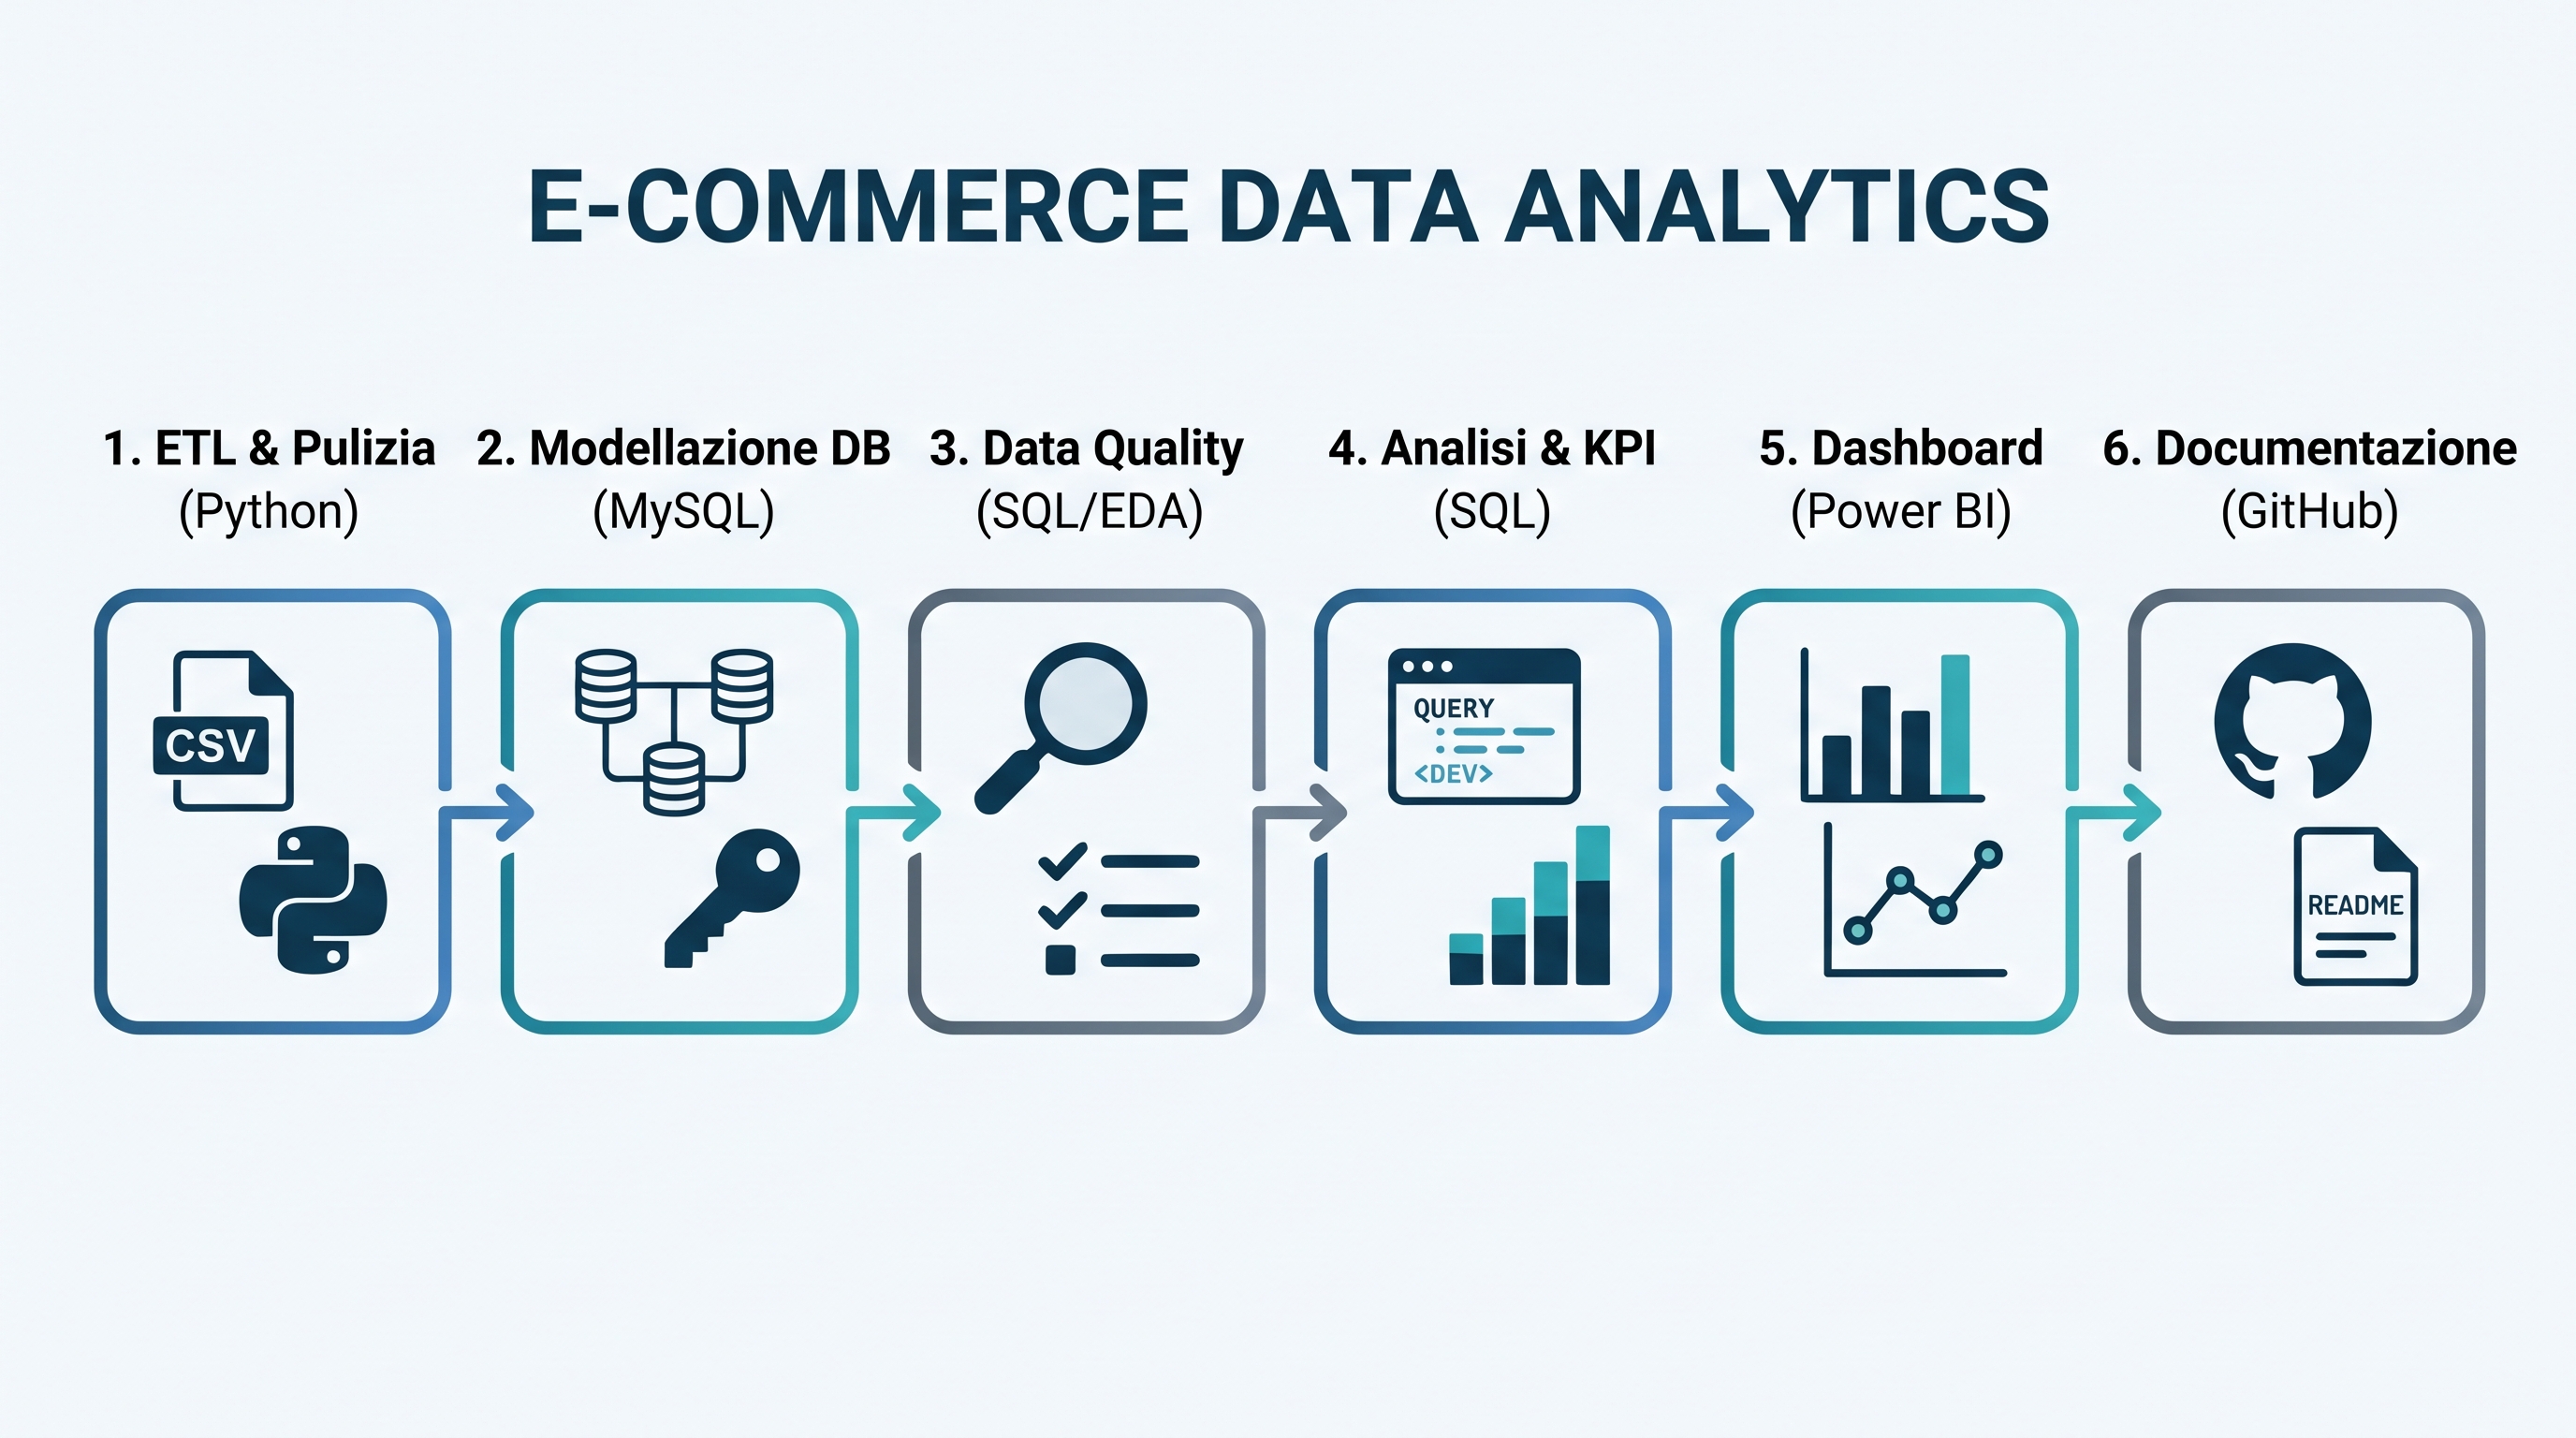 E-COMMERCE DATA ANALYTICS
1. ETL & Pulizia
(Python)
2. Modellazione DB
(MySQL)
3. Data Quality
(SQL/EDA)
4. Analisi & KPI
(SQL)
5. Dashboard
(Power BI)
6. Documentazione
(GitHub)
CSV
QUERY
<DEV>
README